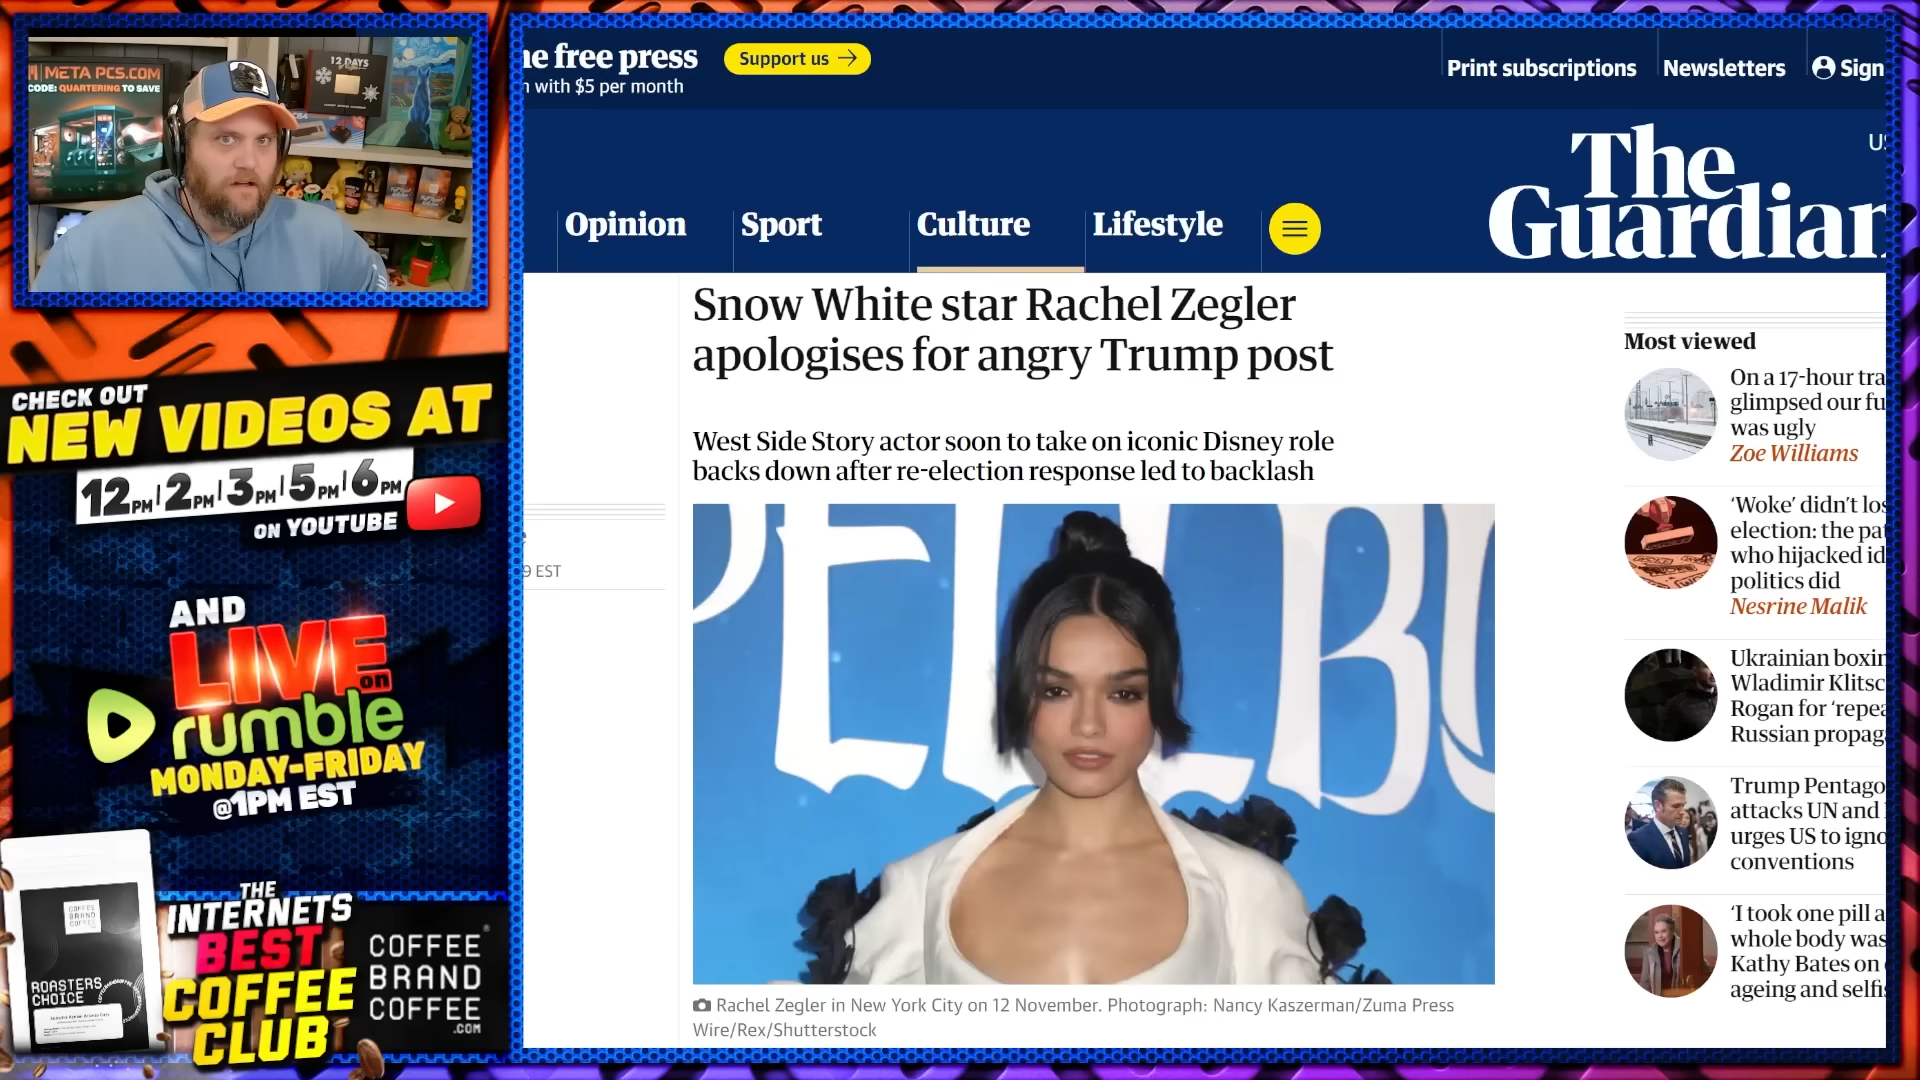 META PCS.COM
CODE: QUARTERING TO SAVE
12 DAYS
CHECK OUT
NEW VIDEOS AT
12PM | 2PM | 3PM | 5PM | 6PM
ON YOUTUBE
AND
LIVE on
rumble
MONDAY-FRIDAY
@1PM EST
THE
INTERNETS
BEST
COFFEE
CLUB
COFFEE
BRAND
COFFEE
.COM
COFFEE
BRAND
COFFEE
ROASTERS
CHOICE
ne free press
Support us →
with $5 per month
Print subscriptions
Newsletters
Sign
The
Guardian
Opinion
Sport
Culture
Lifestyle
Snow White star Rachel Zegler
apologises for angry Trump post
West Side Story actor soon to take on iconic Disney role
backs down after re-election response led to backlash
9 EST
Rachel Zegler in New York City on 12 November. Photograph: Nancy Kaszerman/Zuma Press
Wire/Rex/Shutterstock
Most viewed
On a 17-hour tra
glimpsed our fu
was ugly
Zoe Williams
‘Woke’ didn’t los
election: the pa
who hijacked id
politics did
Nesrine Malik
Ukrainian boxin
Wladimir Klitsc
Rogan for ‘repea
Russian propag
Trump Pentago
attacks UN and
urges US to igno
conventions
‘I took one pill a
whole body was
Kathy Bates on
ageing and selfi